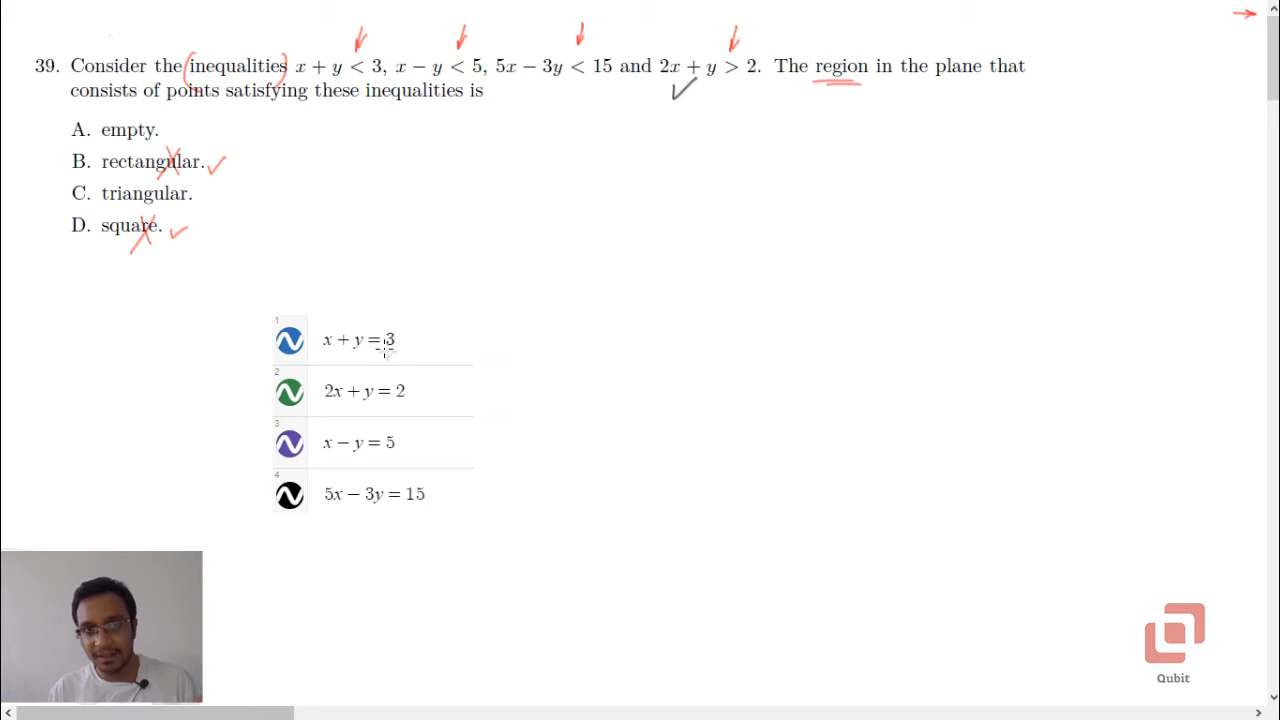 39. Consider the inequalities x + y < 3, x − y < 5, 5x − 3y < 15 and 2x + y > 2. The region in the plane that
consists of points satisfying these inequalities is
A. empty.
B. rectangular.
C. triangular.
D. square.
1
x + y = 3
2
2x + y = 2
3
x − y = 5
4
5x − 3y = 15
Qubit